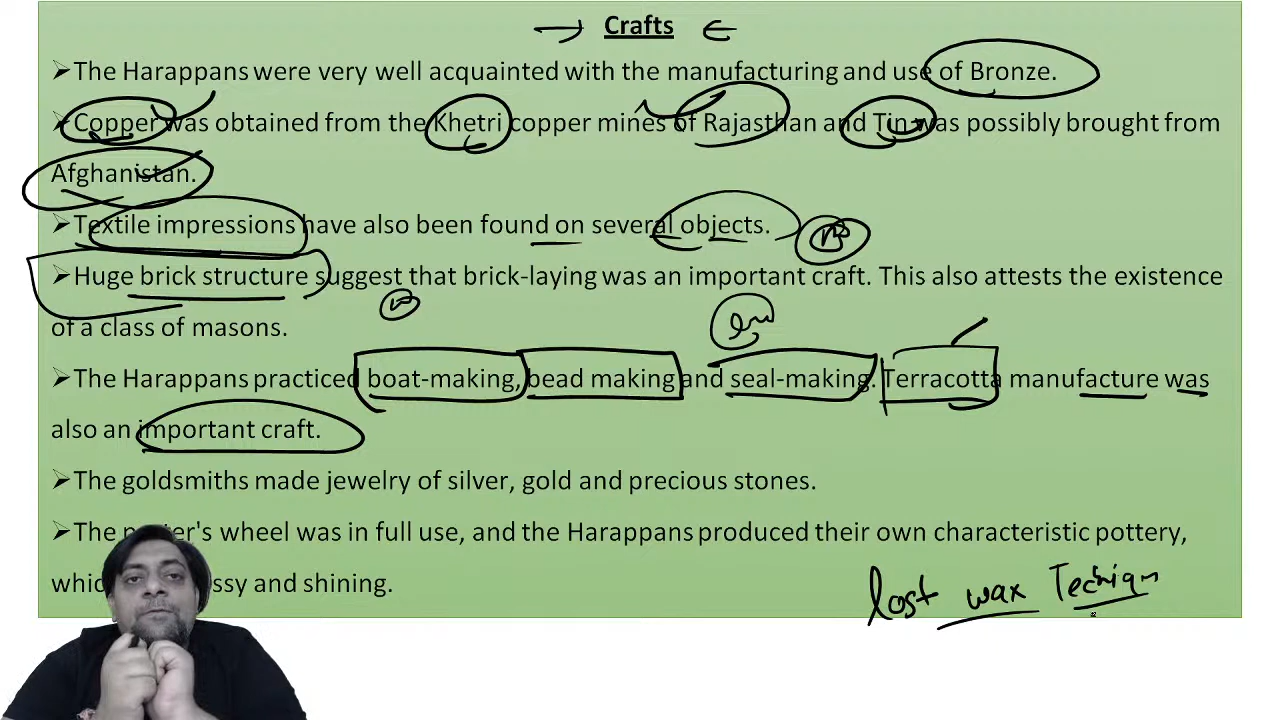 Crafts
➢The Harappans were very well acquainted with the manufacturing and use of Bronze.
➢Copper was obtained from the Khetri copper mines of Rajasthan and Tin was possibly brought from
Afghanistan.
➢Textile impressions have also been found on several objects.
➢Huge brick structure suggest that brick-laying was an important craft. This also attests the existence
of a class of masons.
➢The Harappans practiced boat-making, bead making and seal-making. Terracotta manufacture was
also an important craft.
➢The goldsmiths made jewelry of silver, gold and precious stones.
➢The wheel was in full use, and the Harappans produced their own characteristic pottery,
and shining.
lost wax